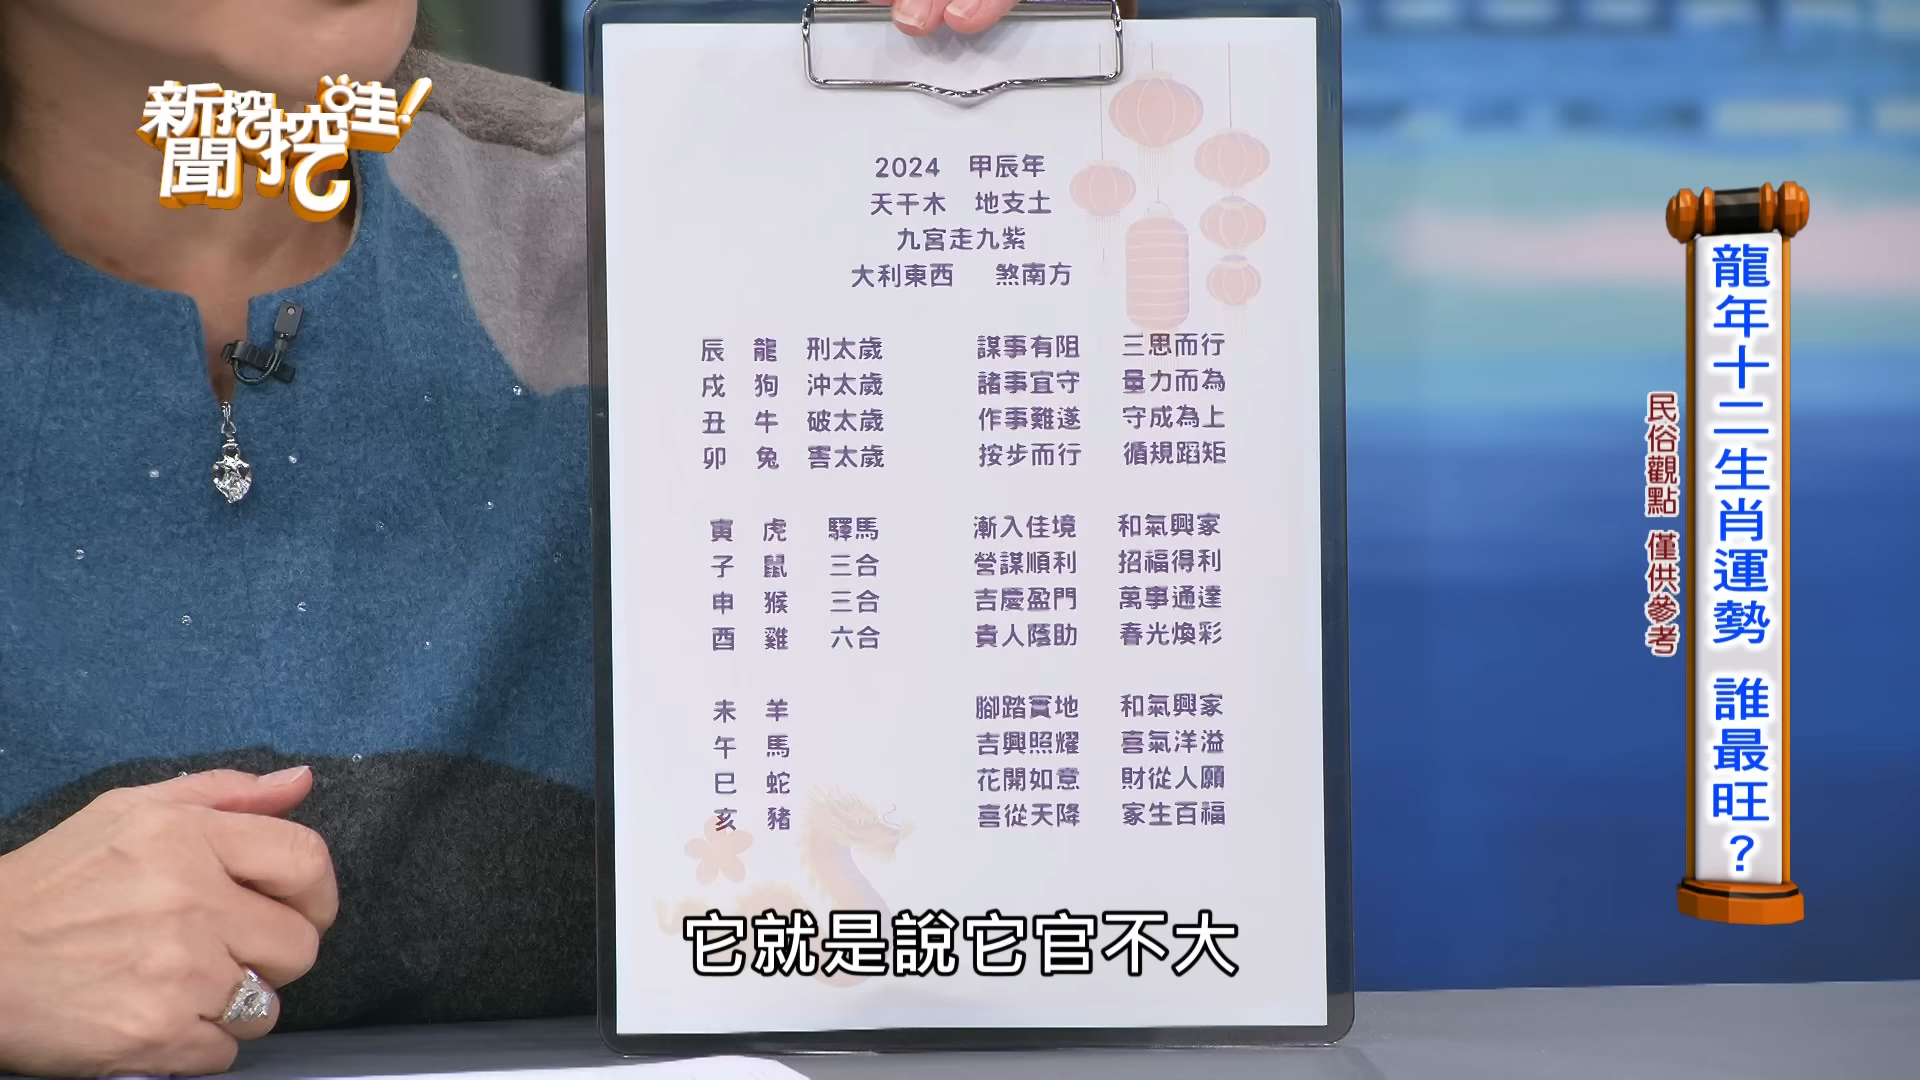 新聞挖挖哇!
2024 甲辰年
天干木 地支土
九宮走九紫
大利東西 煞南方
辰 龍 刑太歲 謀事有阻 三思而行
戌 狗 沖太歲 諸事宜守 量力而為
丑 牛 破太歲 作事難遂 守成為上
卯 兔 害太歲 按步而行 循規蹈矩
寅 虎 驛馬 漸入佳境 和氣興家
子 鼠 三合 營謀順利 招福得利
申 猴 三合 吉慶盈門 萬事通達
酉 雞 六合 貴人蔭助 春光煥彩
未 羊 腳踏實地 和氣興家
午 馬 吉興照耀 喜氣洋溢
巳 蛇 花開如意 財從人願
亥 豬 喜從天降 家生百福
它就是說它官不大
龍年十二生肖運勢 誰最旺?
民俗觀點 僅供參考